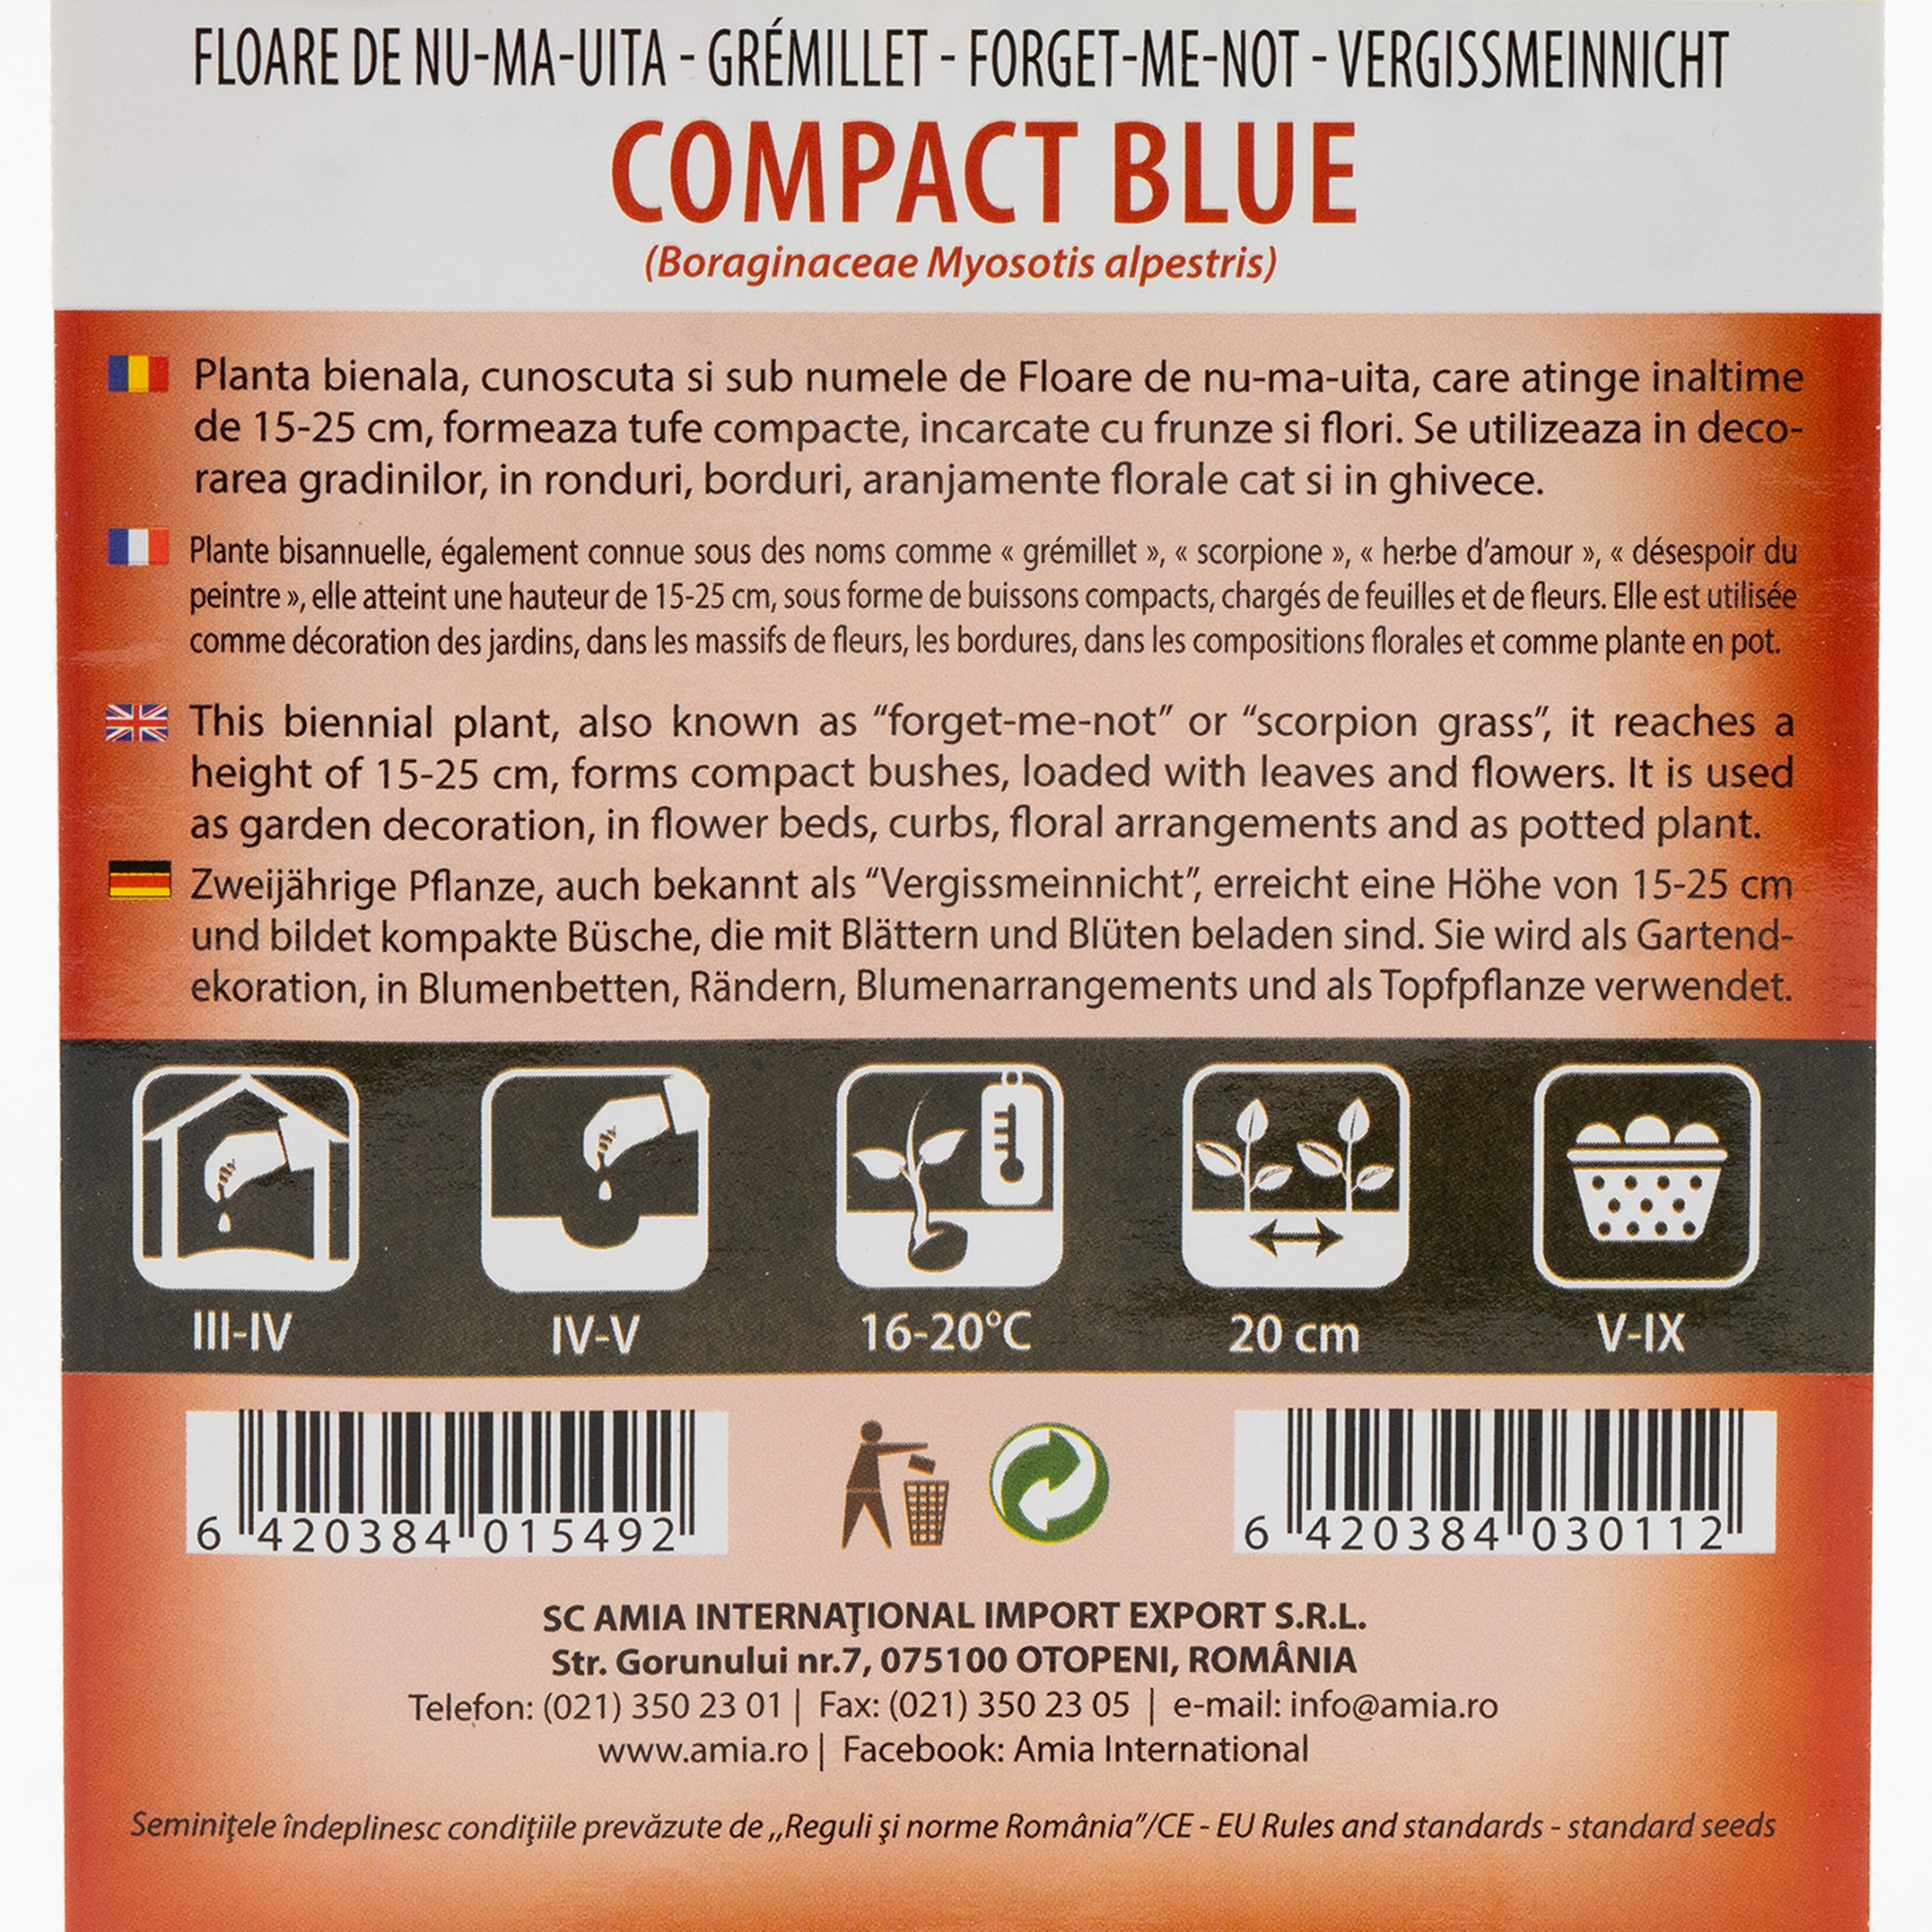 FLOARE DE NU-MA-UITA - GRÉMILLET - FORGET-ME-NOT - VERGISSMEINNICHT
COMPACT BLUE
(Boraginaceae Myosotis alpestris)
Planta bienala, cunoscuta si sub numele de Floare de nu-ma-uita, care atinge inaltime
de 15-25 cm, formeaza tufe compacte, incarcate cu frunze si flori. Se utilizeaza in deco-
rarea gradinilor, in ronduri, borduri, aranjamente florale cat si in ghivece.
Plante bisannuelle, également connue sous des noms comme « grémillet », « scorpione », « herbe d'amour », « désespoir du
peintre », elle atteint une hauteur de 15-25 cm, sous forme de buissons compacts, chargés de feuilles et de fleurs. Elle est utilisée
comme décoration des jardins, dans les massifs de fleurs, les bordures, dans les compositions florales et comme plante en pot.
This biennial plant, also known as “forget-me-not” or “scorpion grass”, it reaches a
height of 15-25 cm, forms compact bushes, loaded with leaves and flowers. It is used
as garden decoration, in flower beds, curbs, floral arrangements and as potted plant.
Zweijährige Pflanze, auch bekannt als “Vergissmeinnicht”, erreicht eine Höhe von 15-25 cm
und bildet kompakte Büsche, die mit Blättern und Blüten beladen sind. Sie wird als Gartend-
ekoration, in Blumenbetten, Rändern, Blumenarrangements und als Topfpflanze verwendet.
III-IV IV-V 16-20°C 20 cm V-IX
6 420384 015492 6 420384 030112
SC AMIA INTERNAŢIONAL IMPORT EXPORT S.R.L.
Str. Gorunului nr.7, 075100 OTOPENI, ROMÂNIA
Telefon: (021) 350 23 01 | Fax: (021) 350 23 05 | e-mail: info@amia.ro
www.amia.ro | Facebook: Amia International
Seminţele îndeplinesc condiţiile prevăzute de „Reguli şi norme România”/CE - EU Rules and standards - standard seeds